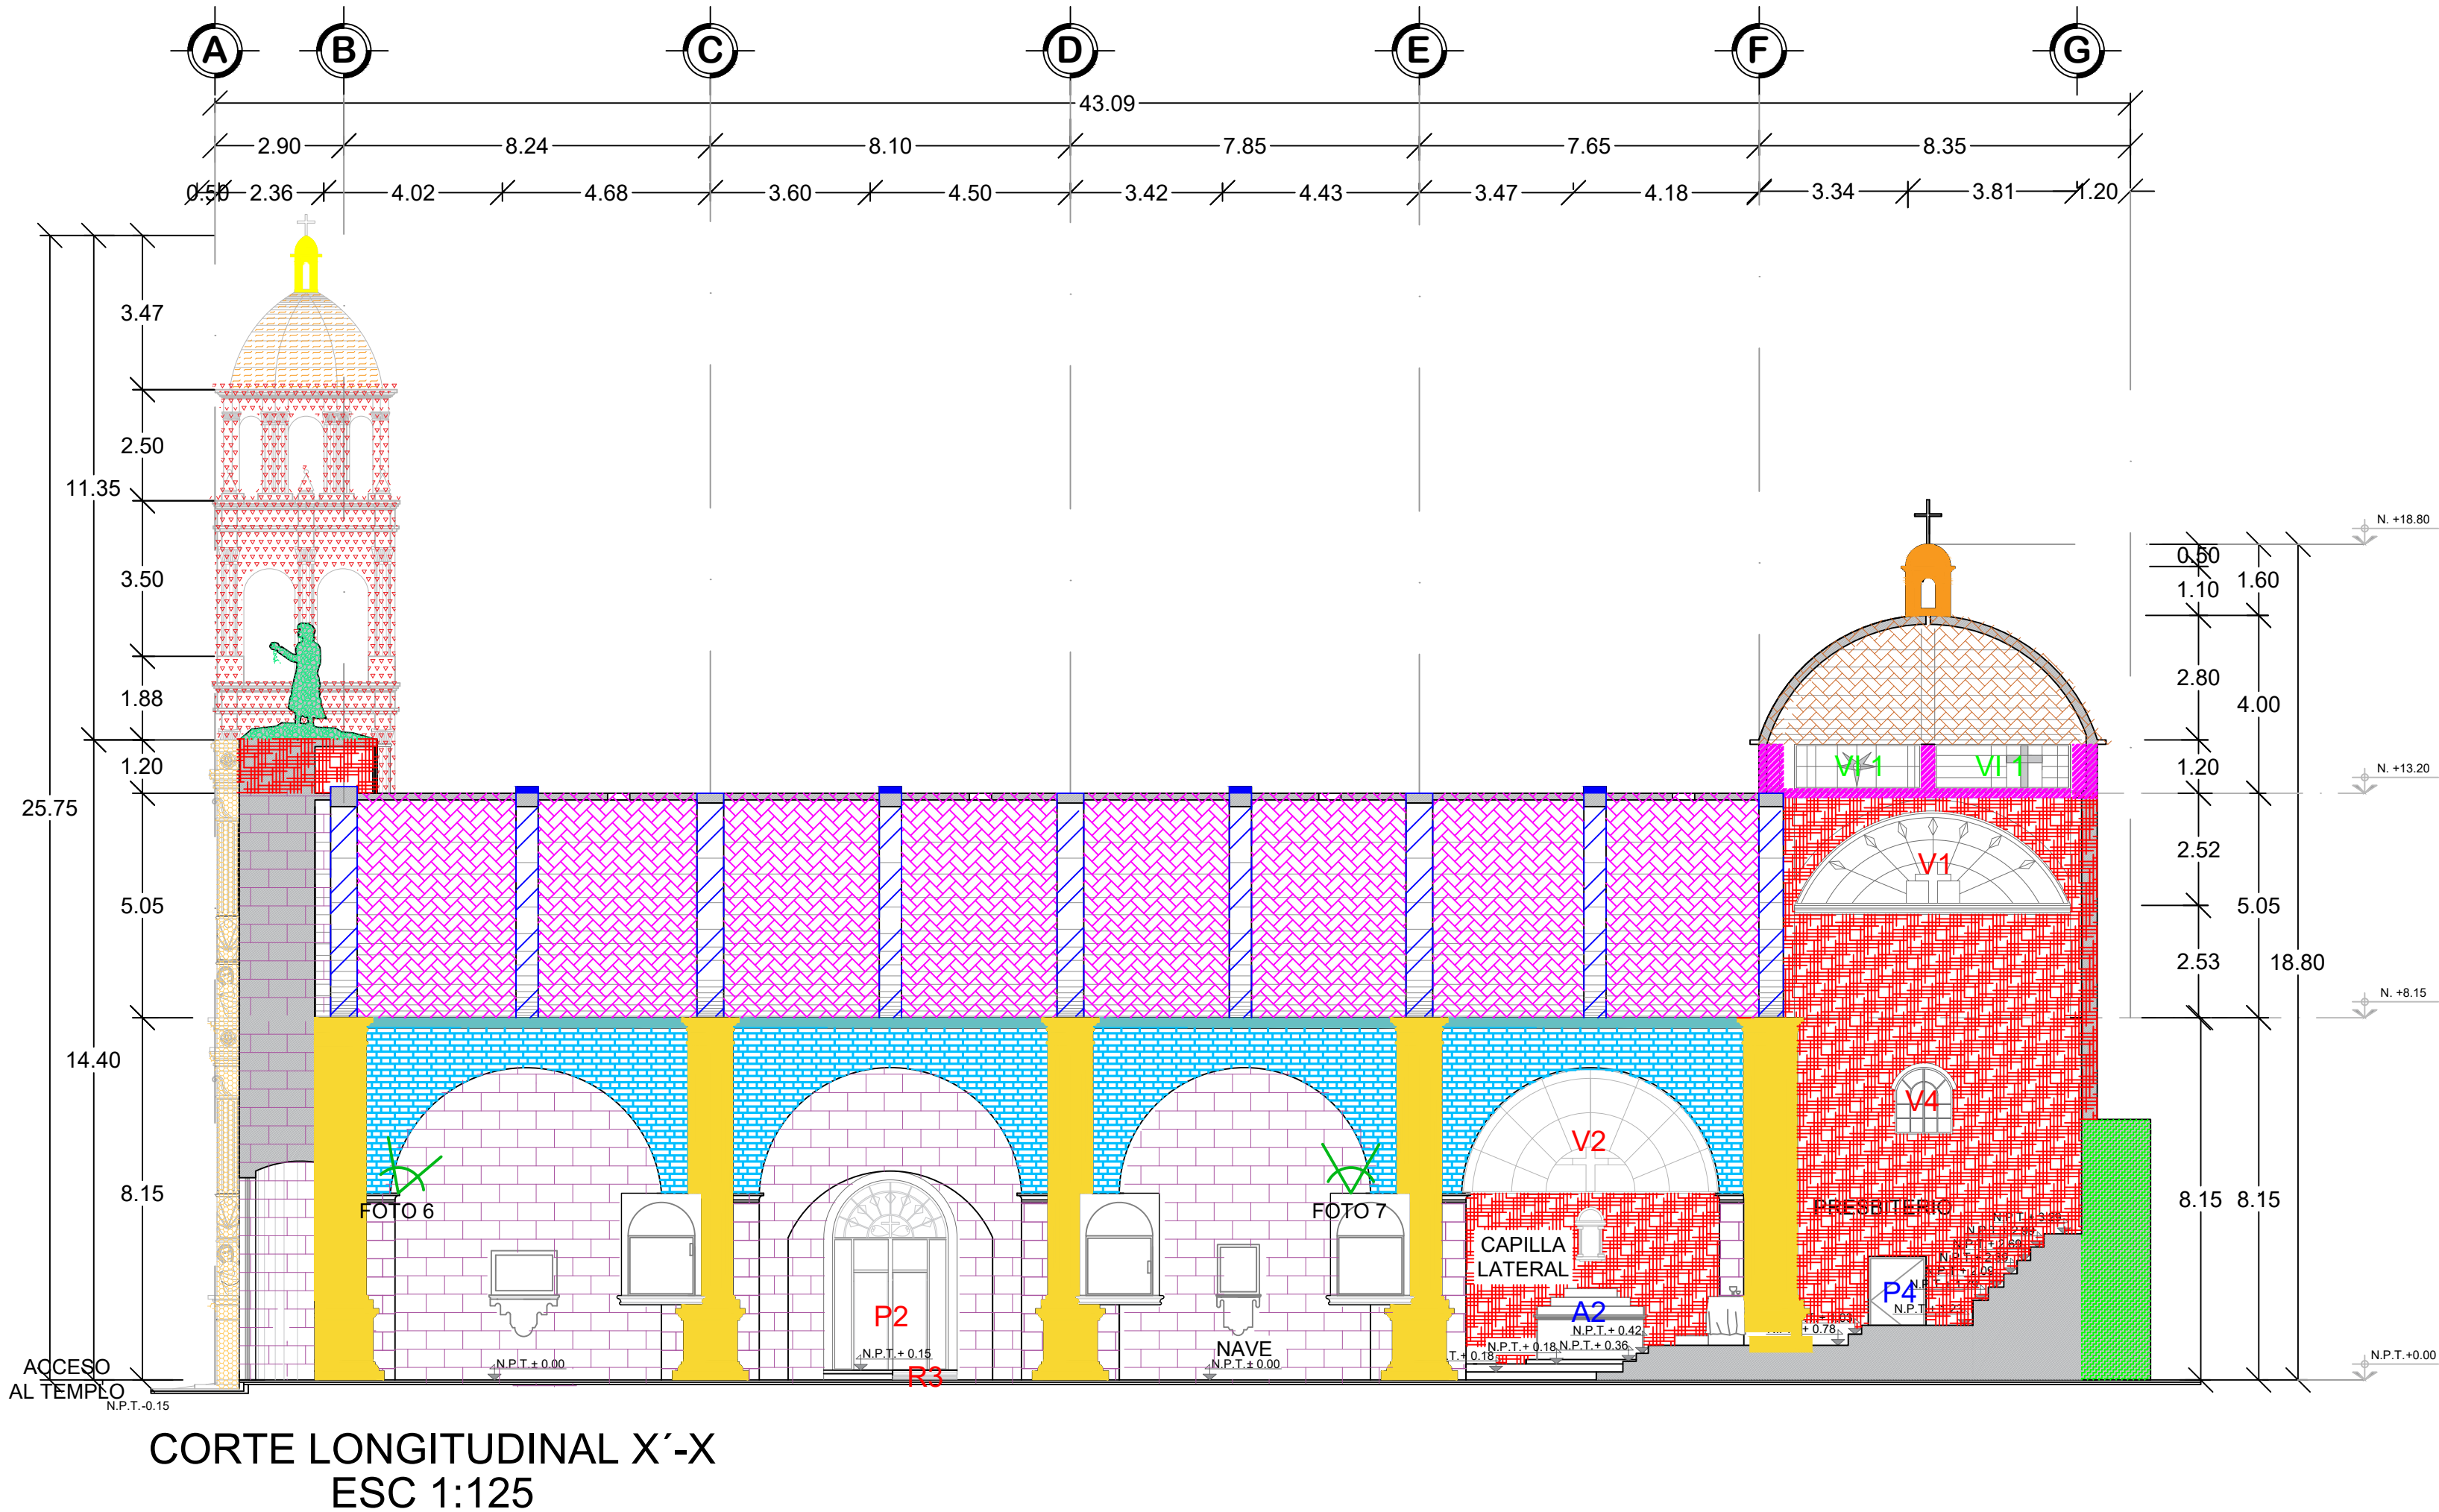 A B C D E F G
43.09
2.90 8.24 8.10 7.85 7.65 8.35
0.50 2.36 4.02 4.68 3.60 4.50 3.42 4.43 3.47 4.18 3.34 3.81 1.20
3.47
2.50
11.35
3.50
1.88
1.20
25.75
5.05
14.40
8.15
N. +18.80
0.50
1.60
1.10
2.80
4.00
1.20
N. +13.20
2.52
5.05
2.53
18.80
N. +8.15
8.15 8.15
N.P.T.+0.00
VI 1 VI 1
V1
V4
V2
FOTO 6
FOTO 7
PRESBITERIO
CAPILLA
LATERAL
P2
A2
P4
R3
NAVE
N.P.T.± 0.00
N.P.T.+ 0.15
N.P.T.± 0.00
N.P.T.+ 0.18
N.P.T.+ 0.36
N.P.T.+ 0.42
ACCESO
AL TEMPLO
N.P.T.-0.15
CORTE LONGITUDINAL X´-X
ESC 1:125